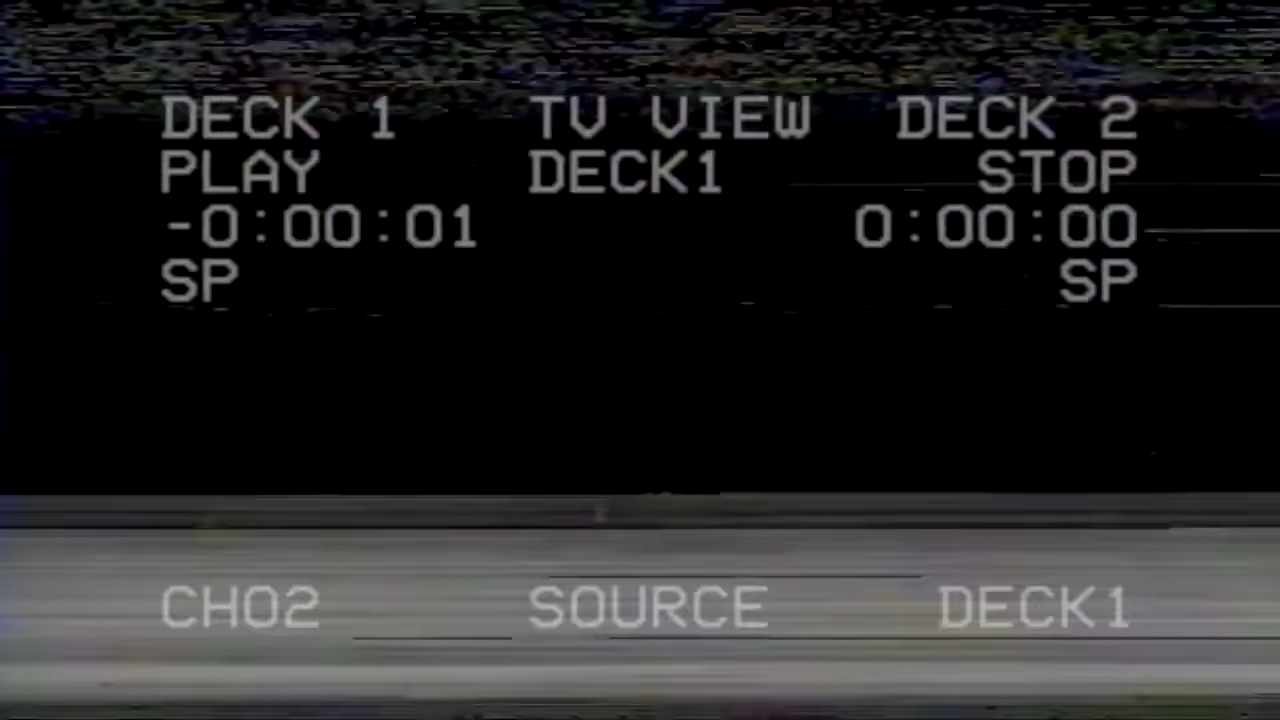 DECK 1 TV VIEW DECK 2
PLAY DECK1 STOP
-0:00:01 0:00:00
SP SP
CH02 SOURCE DECK1